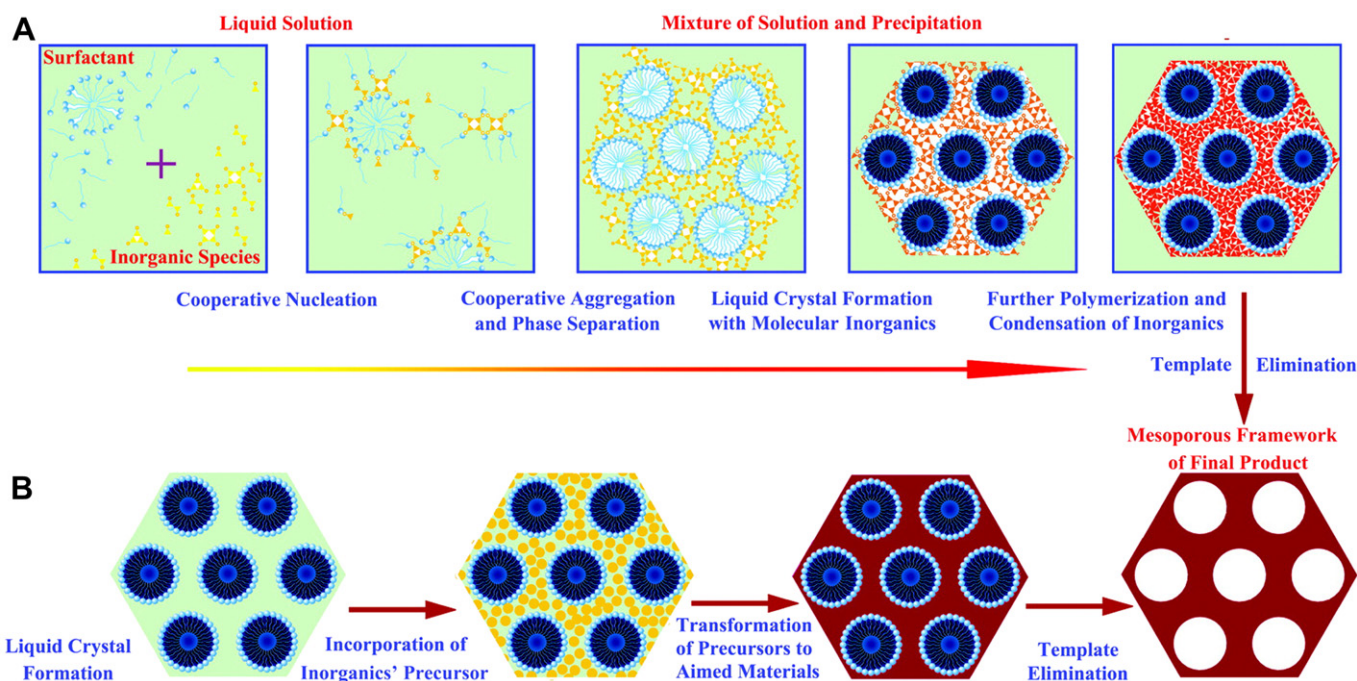 A
Liquid Solution
Mixture of Solution and Precipitation
Surfactant
Inorganic Species
Cooperative Nucleation
Cooperative Aggregation
and Phase Separation
Liquid Crystal Formation
with Molecular Inorganics
Further Polymerization and
Condensation of Inorganics
Template Elimination
Mesoporous Framework
of Final Product
B
Liquid Crystal
Formation
Incorporation of
Inorganics' Precursor
Transformation
of Precursors to
Aimed Materials
Template
Elimination